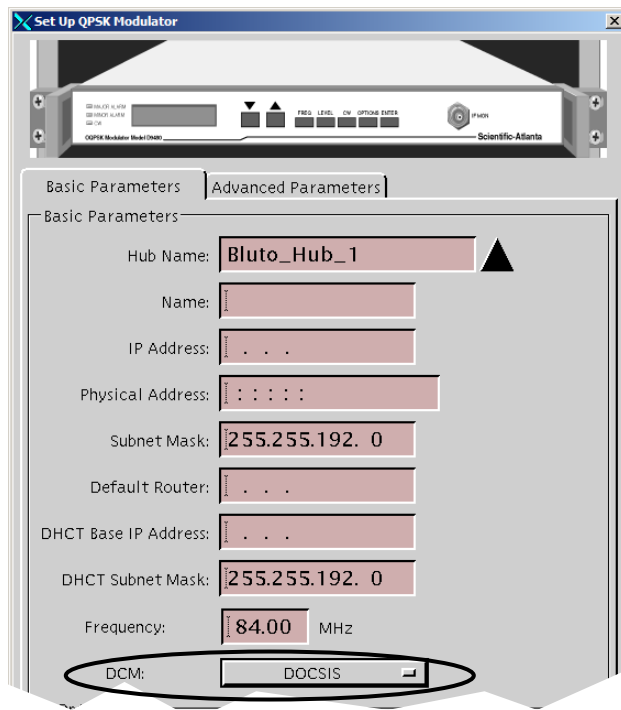 Set Up QPSK Modulator
MAJOR ALARM
MINOR ALARM
CW
FREQ LEVEL CW OPTIONS ENTER
IF MON
QPSK Modulator Model D9480
Scientific-Atlanta
Basic Parameters
Advanced Parameters
Basic Parameters
Hub Name: Bluto_Hub_1
Name:
IP Address: . . .
Physical Address: : : : : :
Subnet Mask: 255.255.192. 0
Default Router: . . .
DHCT Base IP Address: . . .
DHCT Subnet Mask: 255.255.192. 0
Frequency: 84.00 MHz
DCM: DOCSIS